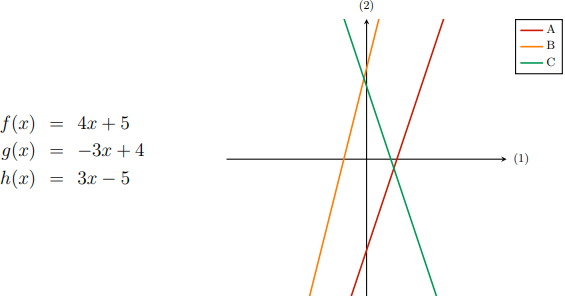 f(x) = 4x + 5
g(x) = −3x + 4
h(x) = 3x − 5
(2)
(1)
A
B
C